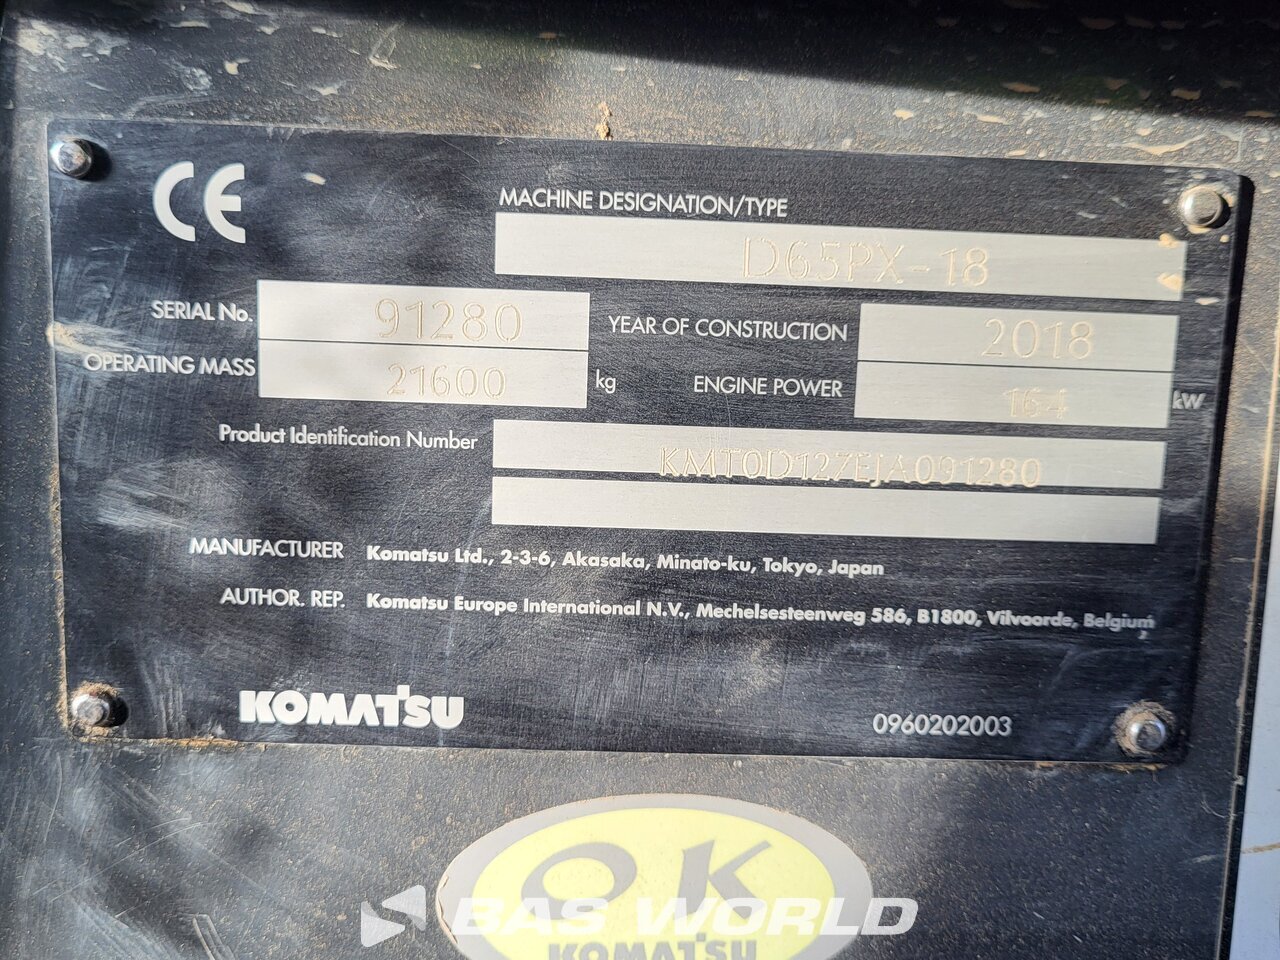 CE
MACHINE DESIGNATION/TYPE
D65PX-18
SERIAL No. 91280 YEAR OF CONSTRUCTION 2018
OPERATING MASS 21600 kg ENGINE POWER 164 kW
Product Identification Number KMT0D127EJA091280
MANUFACTURER Komatsu Ltd., 2-3-6, Akasaka, Minato-ku, Tokyo, Japan
AUTHOR. REP. Komatsu Europe International N.V., Mechelsesteenweg 586, B1800, Vilvoorde, Belgium
KOMATSU 0960202003
OK
BAS WORLD
KOMATSU